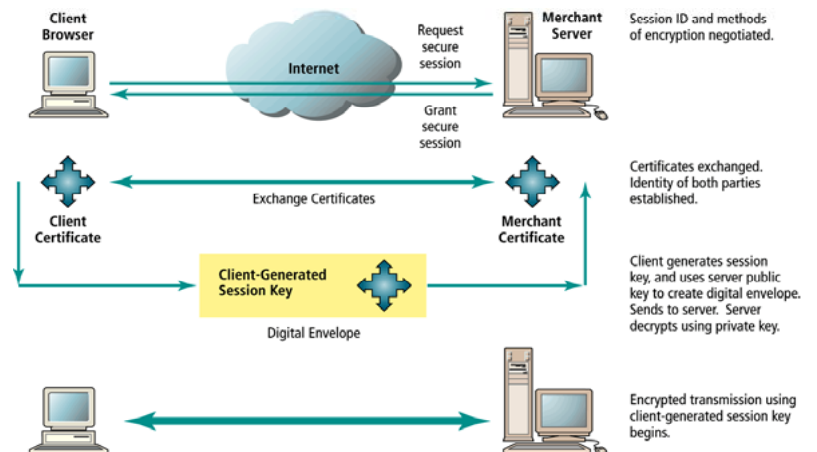 Client
Browser
Internet
Request
secure
session
Grant
secure
session
Merchant
Server
Session ID and methods
of encryption negotiated.
Client
Certificate
Exchange Certificates
Merchant
Certificate
Certificates exchanged.
Identity of both parties
established.
Client-Generated
Session Key
Digital Envelope
Client generates session
key, and uses server public
key to create digital envelope.
Sends to server. Server
decrypts using private key.
Encrypted transmission using
client-generated session key
begins.